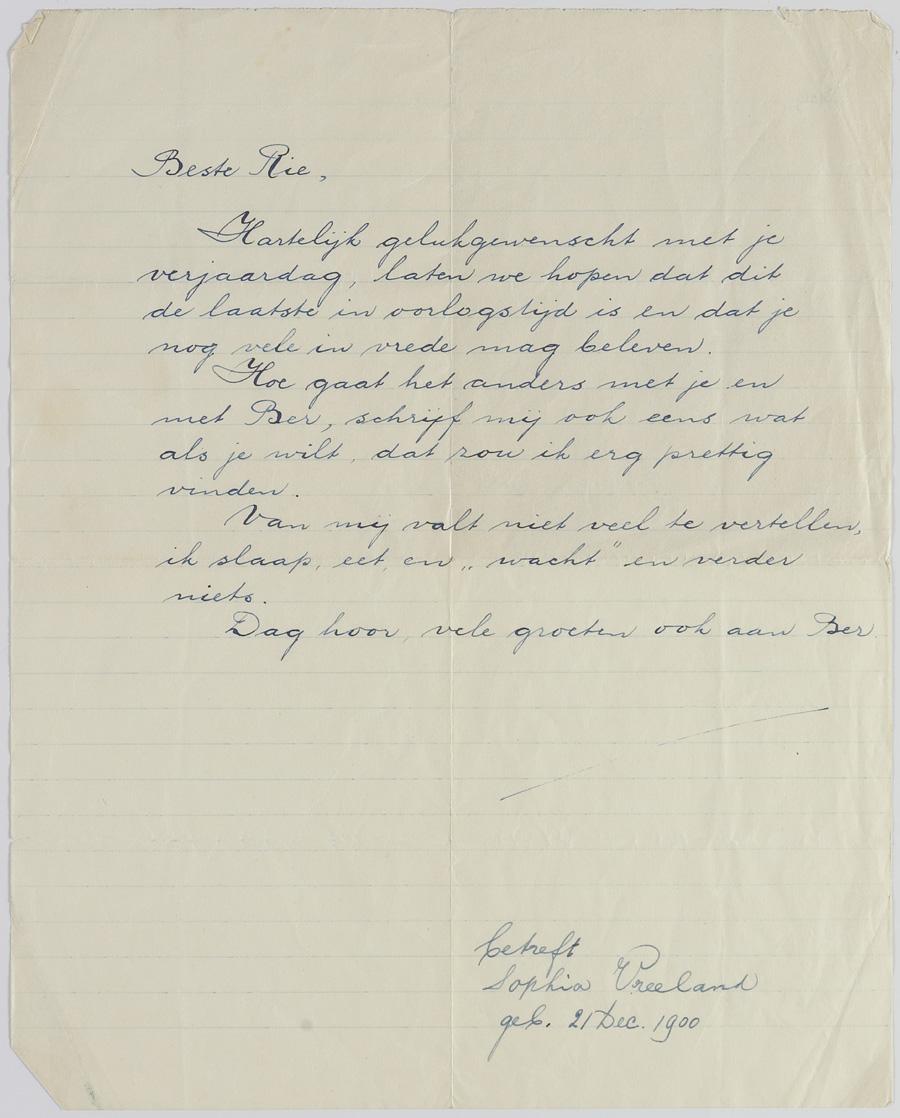 Beste Rie,
Hartelijk gelukgewenscht met je
verjaardag, laten we hopen dat dit
de laatste in oorlogstijd is en dat je
nog vele in vrede mag beleven.
Hoe gaat het anders met je en
met Ber, schrijf mij ook eens wat
als je wilt, dat zou ik erg prettig
vinden.
Van mij valt niet veel te vertellen,
ik slaap, eet, en „wacht" en verder
niets.
Dag hoor, vele groeten ook aan Ber.
betreft
Sophia Vreeland
geb. 21 Dec. 1900